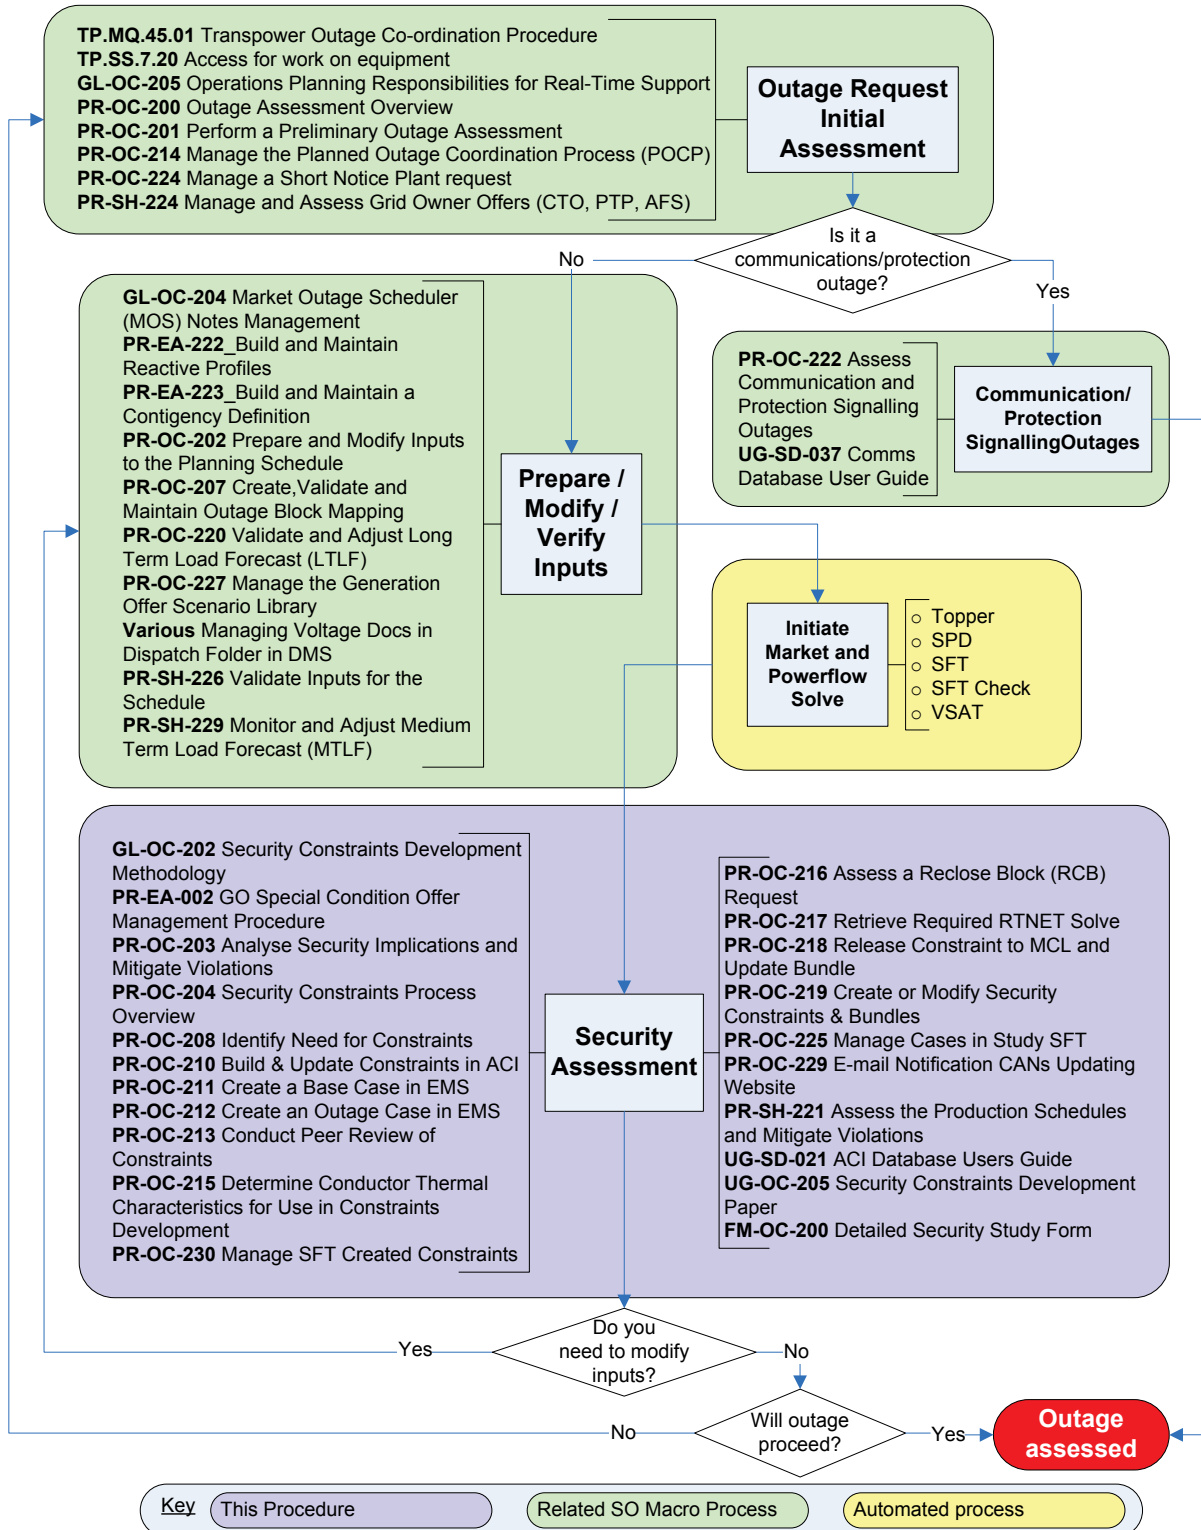 TP.MQ.45.01 Transpower Outage Co-ordination Procedure
TP.SS.7.20 Access for work on equipment
GL-OC-205 Operations Planning Responsibilities for Real-Time Support
PR-OC-200 Outage Assessment Overview
PR-OC-201 Perform a Preliminary Outage Assessment
PR-OC-214 Manage the Planned Outage Coordination Process (POCP)
PR-OC-224 Manage a Short Notice Plant request
PR-SH-224 Manage and Assess Grid Owner Offers (CTO, PTP, AFS)
Outage Request
Initial
Assessment
Is it a
communications/protection
outage?
No
Yes
GL-OC-204 Market Outage Scheduler
(MOS) Notes Management
PR-EA-222_Build and Maintain
Reactive Profiles
PR-EA-223_Build and Maintain a
Contigency Definition
PR-OC-202 Prepare and Modify Inputs
to the Planning Schedule
PR-OC-207 Create,Validate and
Maintain Outage Block Mapping
PR-OC-220 Validate and Adjust Long
Term Load Forecast (LTLF)
PR-OC-227 Manage the Generation
Offer Scenario Library
Various Managing Voltage Docs in
Dispatch Folder in DMS
PR-SH-226 Validate Inputs for the
Schedule
PR-SH-229 Monitor and Adjust Medium
Term Load Forecast (MTLF)
Prepare /
Modify /
Verify
Inputs
PR-OC-222 Assess
Communication and
Protection Signalling
Outages
UG-SD-037 Comms
Database User Guide
Communication/
Protection
SignallingOutages
Initiate
Market and
Powerflow
Solve
o Topper
o SPD
o SFT
o SFT Check
o VSAT
GL-OC-202 Security Constraints Development
Methodology
PR-EA-002 GO Special Condition Offer
Management Procedure
PR-OC-203 Analyse Security Implications and
Mitigate Violations
PR-OC-204 Security Constraints Process
Overview
PR-OC-208 Identify Need for Constraints
PR-OC-210 Build & Update Constraints in ACI
PR-OC-211 Create a Base Case in EMS
PR-OC-212 Create an Outage Case in EMS
PR-OC-213 Conduct Peer Review of
Constraints
PR-OC-215 Determine Conductor Thermal
Characteristics for Use in Constraints
Development
PR-OC-230 Manage SFT Created Constraints
Security
Assessment
PR-OC-216 Assess a Reclose Block (RCB)
Request
PR-OC-217 Retrieve Required RTNET Solve
PR-OC-218 Release Constraint to MCL and
Update Bundle
PR-OC-219 Create or Modify Security
Constraints & Bundles
PR-OC-225 Manage Cases in Study SFT
PR-OC-229 E-mail Notification CANs Updating
Website
PR-SH-221 Assess the Production Schedules
and Mitigate Violations
UG-SD-021 ACI Database Users Guide
UG-OC-205 Security Constraints Development
Paper
FM-OC-200 Detailed Security Study Form
Do you
need to modify
inputs?
Yes
No
Will outage
proceed?
No
Yes
Outage
assessed
Key
This Procedure
Related SO Macro Process
Automated process